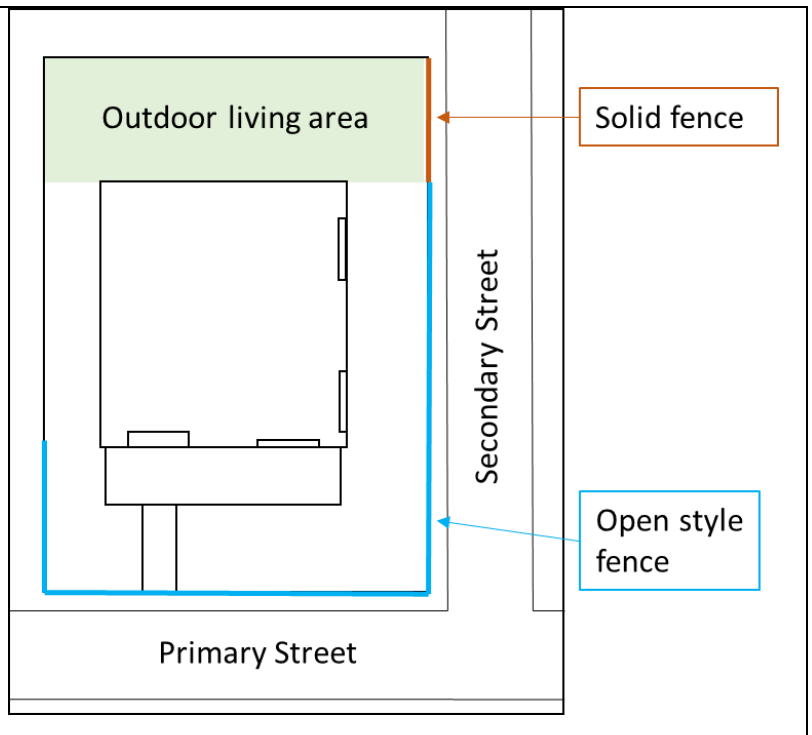 Outdoor living area
Solid fence
Secondary Street
Open style
fence
Primary Street